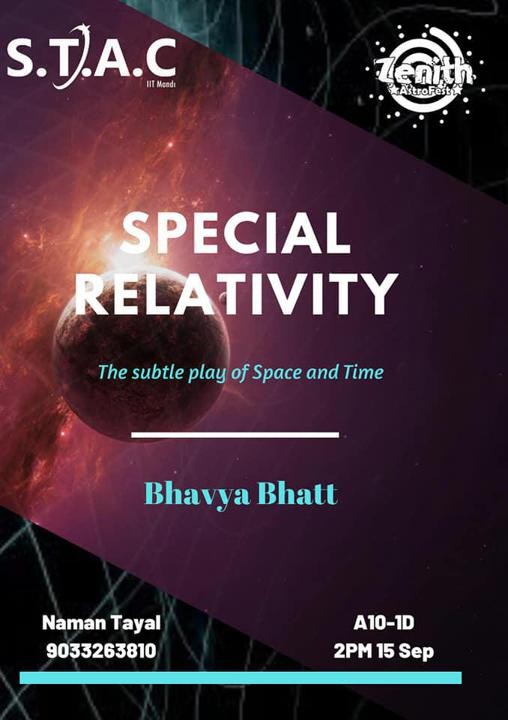 S.T.A.C
IIT Mandi
Zenith
AstroFest
SPECIAL
RELATIVITY
The subtle play of Space and Time
Bhavya Bhatt
Naman Tayal
9033263810
A10-1D
2PM 15 Sep